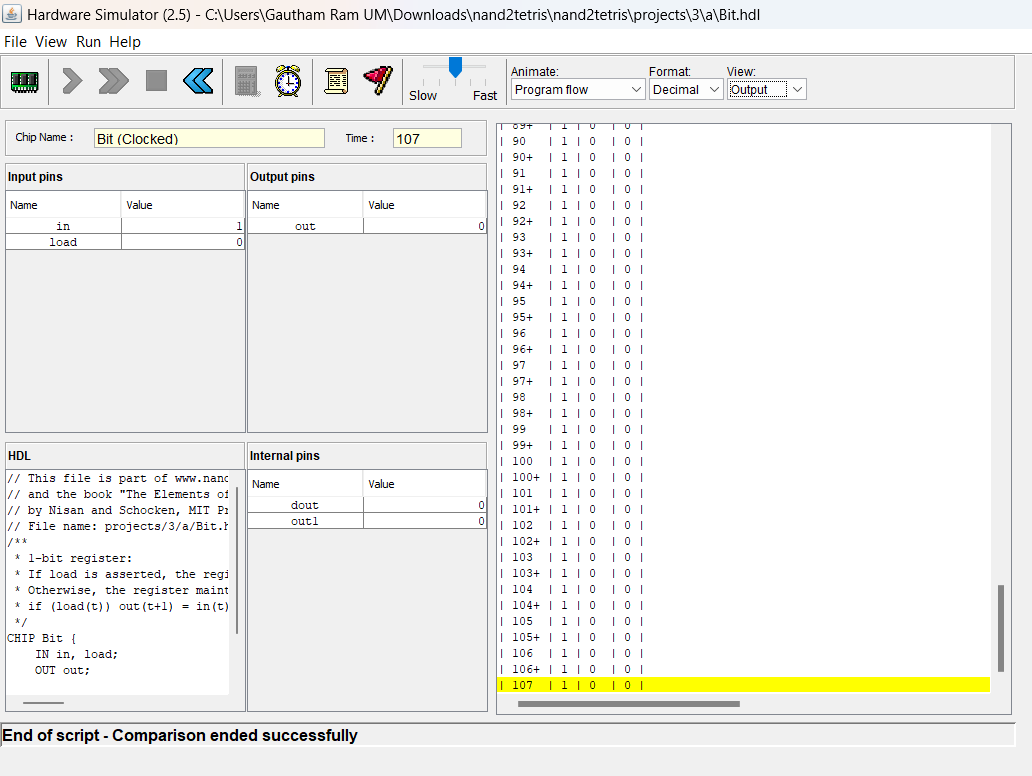 Hardware Simulator (2.5) - C:\Users\Gautham Ram UM\Downloads\nand2tetris\nand2tetris\projects\3\a\Bit.hdl
File View Run Help
Slow Fast
Animate: Format: View:
Program flow Decimal Output
Chip Name : Bit (Clocked) Time : 107
Input pins
Name Value
in 1
load 0
Output pins
Name Value
out 0
HDL
// This file is part of www.nand
// and the book "The Elements of
// by Nisan and Schocken, MIT Pr
// File name: projects/3/a/Bit.h
/**
 * 1-bit register:
 * If load is asserted, the regi
 * Otherwise, the register maint
 * if (load(t)) out(t+1) = in(t)
 */
CHIP Bit {
    IN in, load;
    OUT out;
Internal pins
Name Value
dout 0
out1 0
| 89+ | 1 | 0 | 0 |
| 90 | 1 | 0 | 0 |
| 90+ | 1 | 0 | 0 |
| 91 | 1 | 0 | 0 |
| 91+ | 1 | 0 | 0 |
| 92 | 1 | 0 | 0 |
| 92+ | 1 | 0 | 0 |
| 93 | 1 | 0 | 0 |
| 93+ | 1 | 0 | 0 |
| 94 | 1 | 0 | 0 |
| 94+ | 1 | 0 | 0 |
| 95 | 1 | 0 | 0 |
| 95+ | 1 | 0 | 0 |
| 96 | 1 | 0 | 0 |
| 96+ | 1 | 0 | 0 |
| 97 | 1 | 0 | 0 |
| 97+ | 1 | 0 | 0 |
| 98 | 1 | 0 | 0 |
| 98+ | 1 | 0 | 0 |
| 99 | 1 | 0 | 0 |
| 99+ | 1 | 0 | 0 |
| 100 | 1 | 0 | 0 |
| 100+ | 1 | 0 | 0 |
| 101 | 1 | 0 | 0 |
| 101+ | 1 | 0 | 0 |
| 102 | 1 | 0 | 0 |
| 102+ | 1 | 0 | 0 |
| 103 | 1 | 0 | 0 |
| 103+ | 1 | 0 | 0 |
| 104 | 1 | 0 | 0 |
| 104+ | 1 | 0 | 0 |
| 105 | 1 | 0 | 0 |
| 105+ | 1 | 0 | 0 |
| 106 | 1 | 0 | 0 |
| 106+ | 1 | 0 | 0 |
| 107 | 1 | 0 | 0 |
End of script - Comparison ended successfully